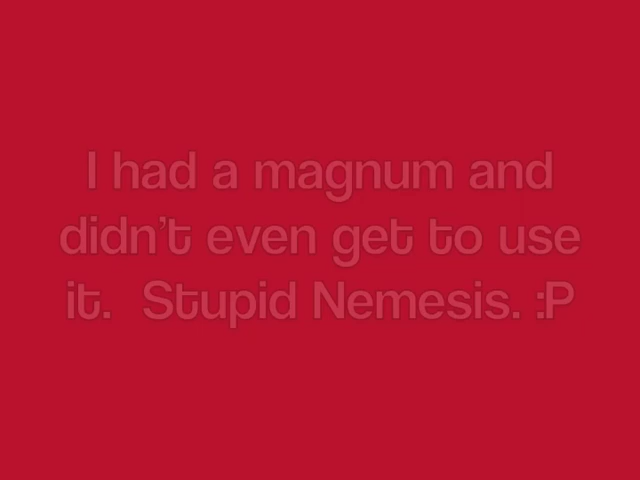 I had a magnum and
didn't even get to use
it.  Stupid Nemesis. :P